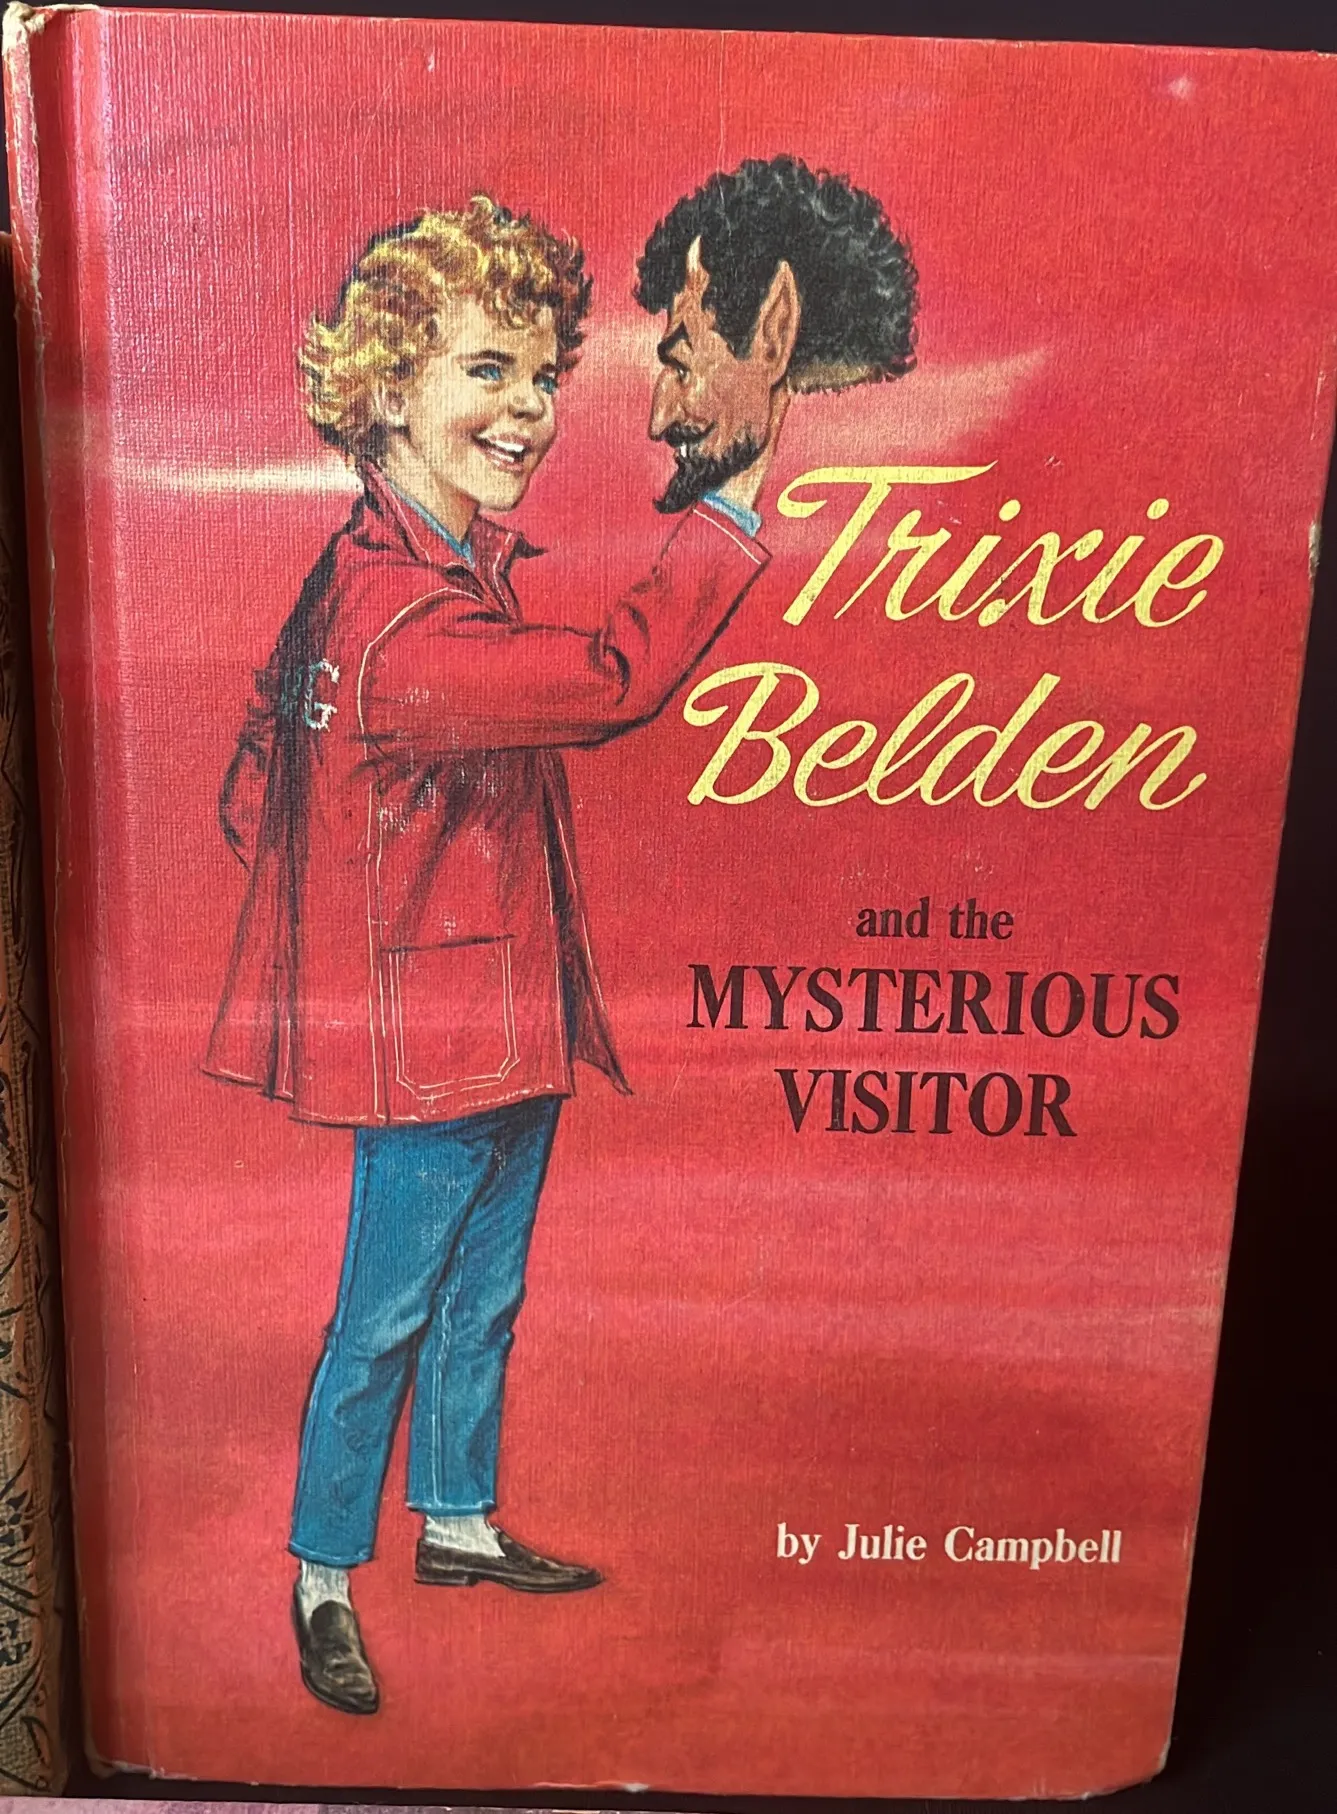 Trixie
Belden
and the
MYSTERIOUS
VISITOR
by Julie Campbell
G